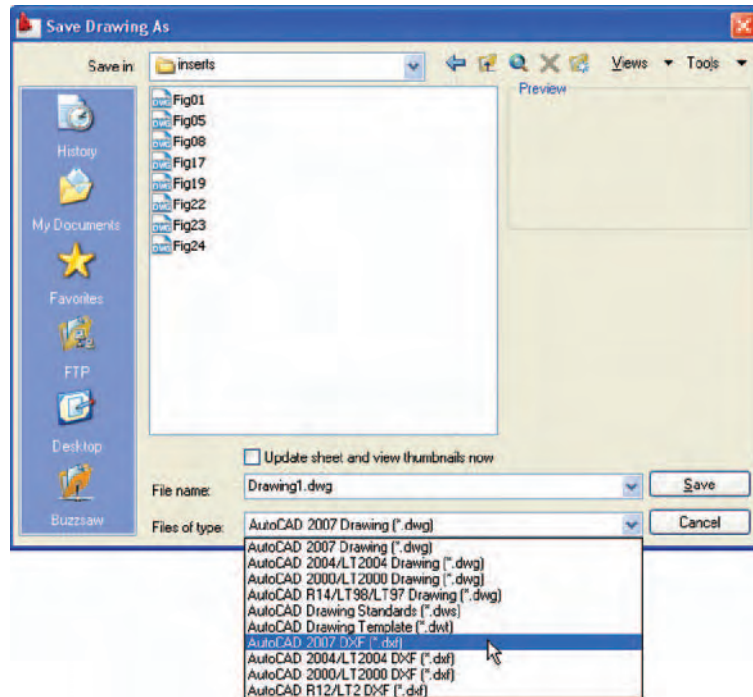 Save Drawing As
Save in: inserts Views Tools
Preview
Fig01
Fig05
Fig08
Fig17
Fig19
Fig22
Fig23
Fig24
History
My Documents
Favorites
FTP
Desktop
Buzzsaw
Update sheet and view thumbnails now
File name: Drawing1.dwg Save
Files of type: AutoCAD 2007 Drawing (*.dwg) Cancel
AutoCAD 2007 Drawing (*.dwg)
AutoCAD 2004/LT2004 Drawing (*.dwg)
AutoCAD 2000/LT2000 Drawing (*.dwg)
AutoCAD R14/LT98/LT97 Drawing (*.dwg)
AutoCAD Drawing Standards (*.dws)
AutoCAD Drawing Template (*.dwt)
AutoCAD 2007 DXF (*.dxf)
AutoCAD 2004/LT2004 DXF (*.dxf)
AutoCAD 2000/LT2000 DXF (*.dxf)
AutoCAD R12/LT2 DXF (*.dxf)